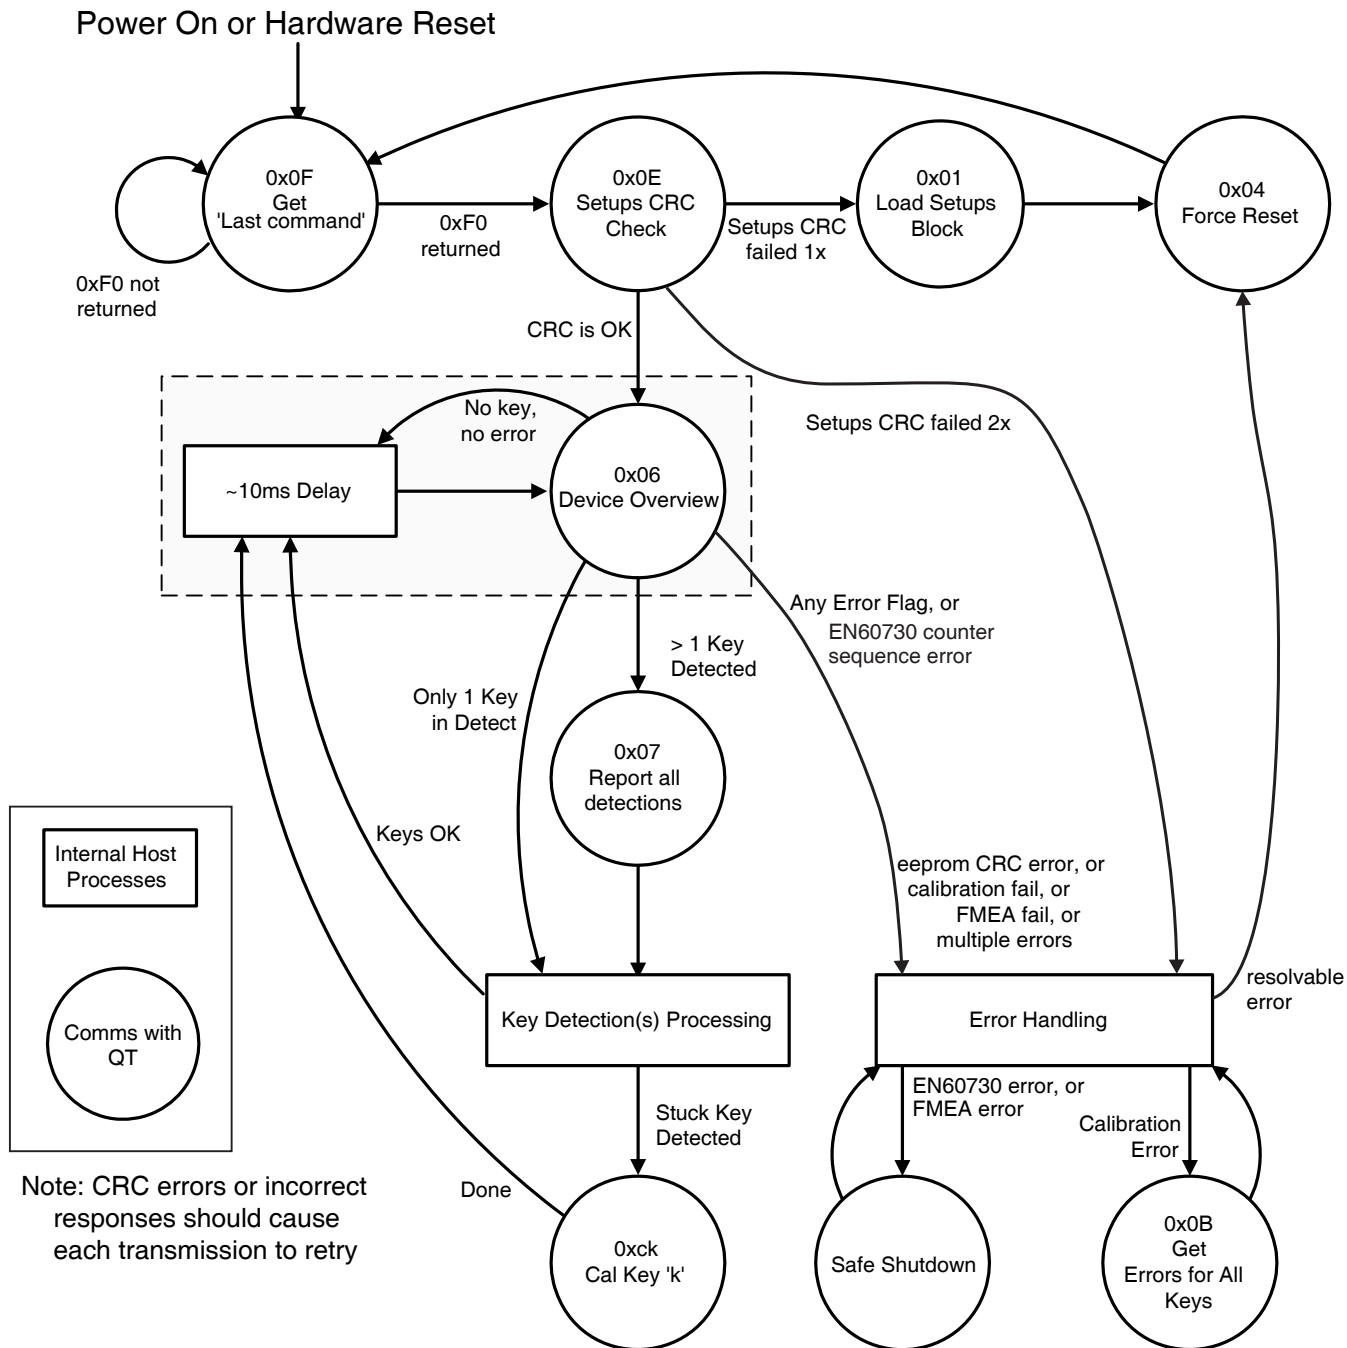 Power On or Hardware Reset
0x0F
Get
'Last command'
0xF0 not
returned
0xF0
returned
0x0E
Setups CRC
Check
Setups CRC
failed 1x
0x01
Load Setups
Block
0x04
Force Reset
CRC is OK
No key,
no error
~10ms Delay
0x06
Device Overview
Setups CRC failed 2x
Any Error Flag, or
EN60730 counter
sequence error
> 1 Key
Detected
Only 1 Key
in Detect
0x07
Report all
detections
Keys OK
Internal Host
Processes
Comms with
QT
eeprom CRC error, or
calibration fail, or
FMEA fail, or
multiple errors
resolvable
error
Key Detection(s) Processing
Error Handling
EN60730 error, or
FMEA error
Calibration
Error
Stuck Key
Detected
Done
Note: CRC errors or incorrect
responses should cause
each transmission to retry
0xck
Cal Key 'k'
Safe Shutdown
0x0B
Get
Errors for All
Keys